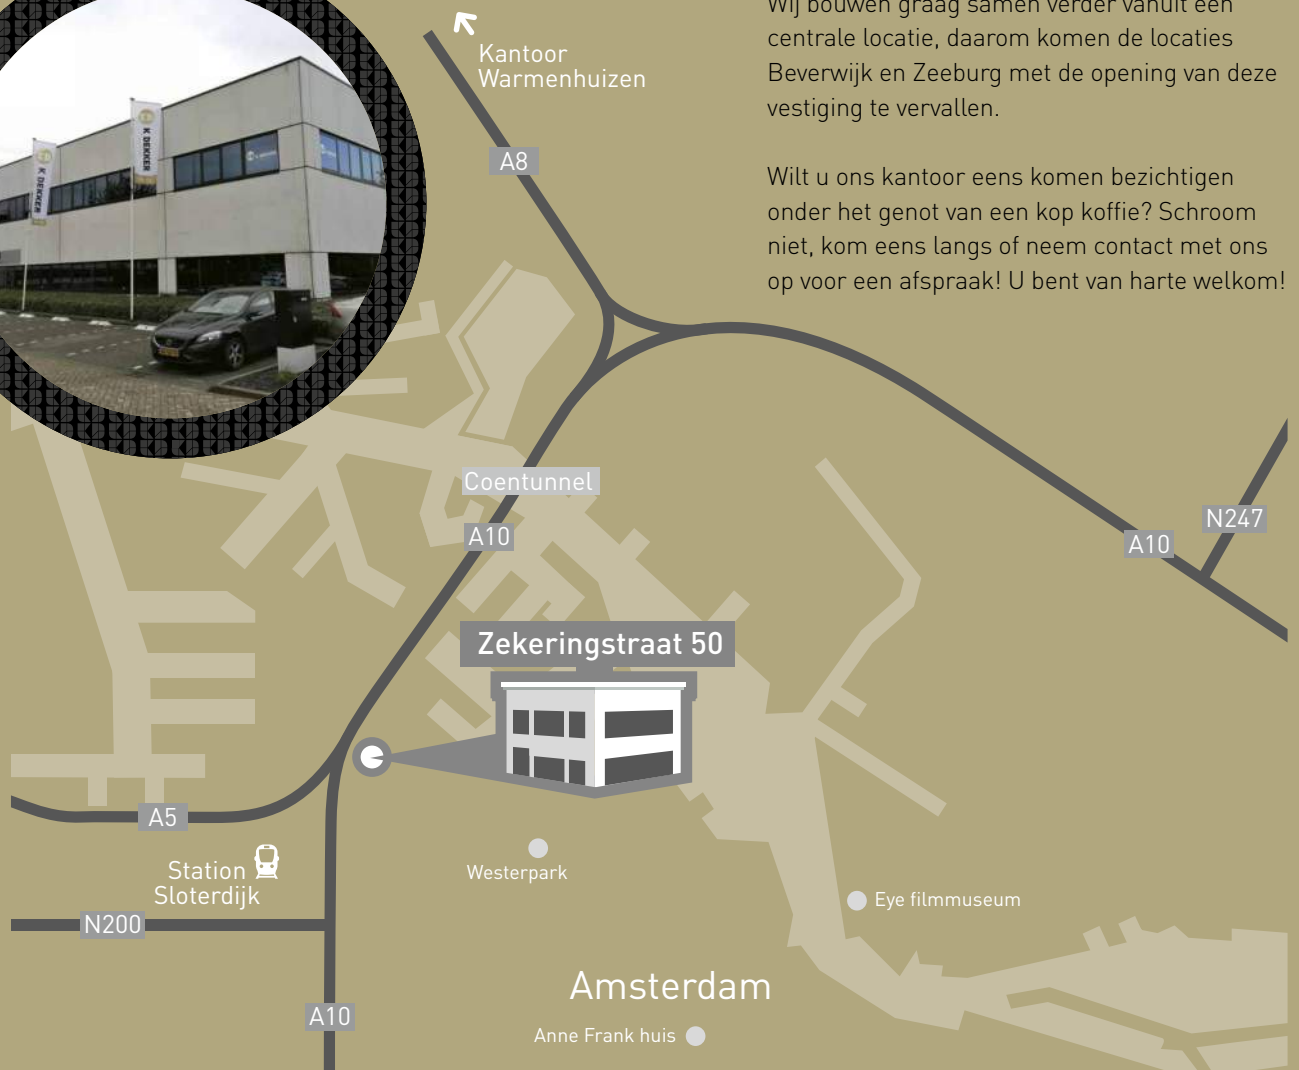 Wij bouwen graag samen verder vanuit een
centrale locatie, daarom komen de locaties
Beverwijk en Zeeburg met de opening van deze
vestiging te vervallen.
Wilt u ons kantoor eens komen bezichtigen
onder het genot van een kop koffie? Schroom
niet, kom eens langs of neem contact met ons
op voor een afspraak! U bent van harte welkom!
Kantoor
Warmenhuizen
K DEKKER
K DEKKER
A8
Coentunnel
A10
N247
A10
Zekeringstraat 50
A5
Station
Sloterdijk
Westerpark
N200
Eye filmmuseum
Amsterdam
A10
Anne Frank huis